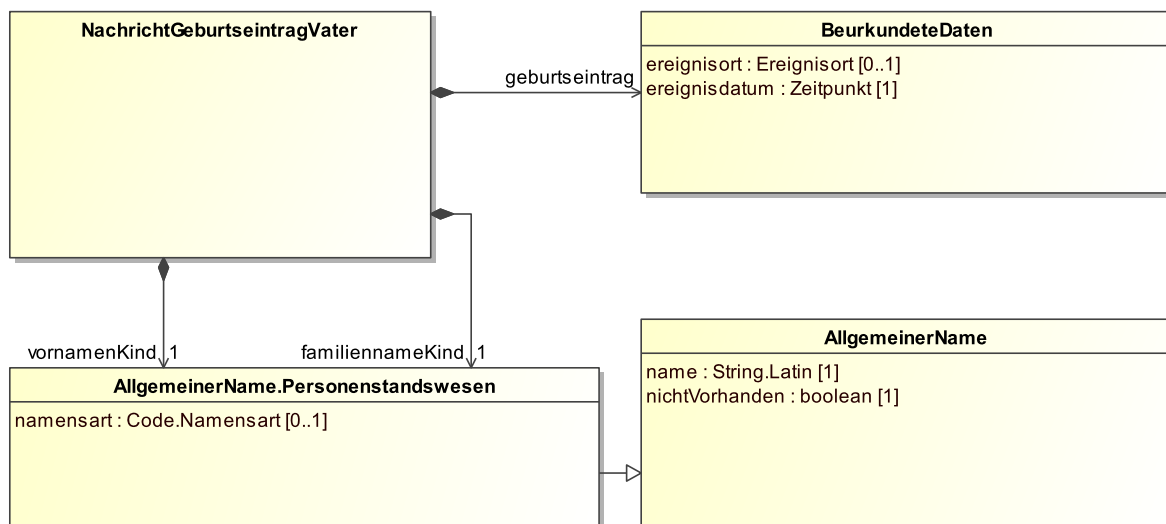 NachrichtGeburtseintragVater
BeurkundeteDaten
ereignisort : Ereignisort [0..1]
ereignisdatum : Zeitpunkt [1]
geburtseintrag
vornamenKind 1
familiennameKind 1
AllgemeinerName.Personenstandswesen
namensart : Code.Namensart [0..1]
AllgemeinerName
name : String.Latin [1]
nichtVorhanden : boolean [1]